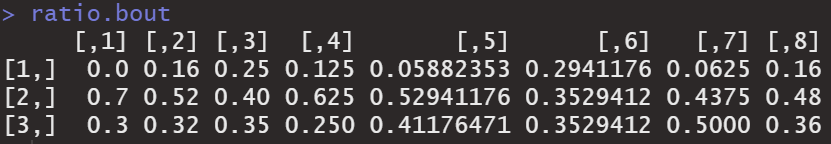 > ratio.bout
[,1] [,2] [,3] [,4] [,5] [,6] [,7] [,8]
[1,] 0.0 0.16 0.25 0.125 0.05882353 0.2941176 0.0625 0.16
[2,] 0.7 0.52 0.40 0.625 0.52941176 0.3529412 0.4375 0.48
[3,] 0.3 0.32 0.35 0.250 0.41176471 0.3529412 0.5000 0.36